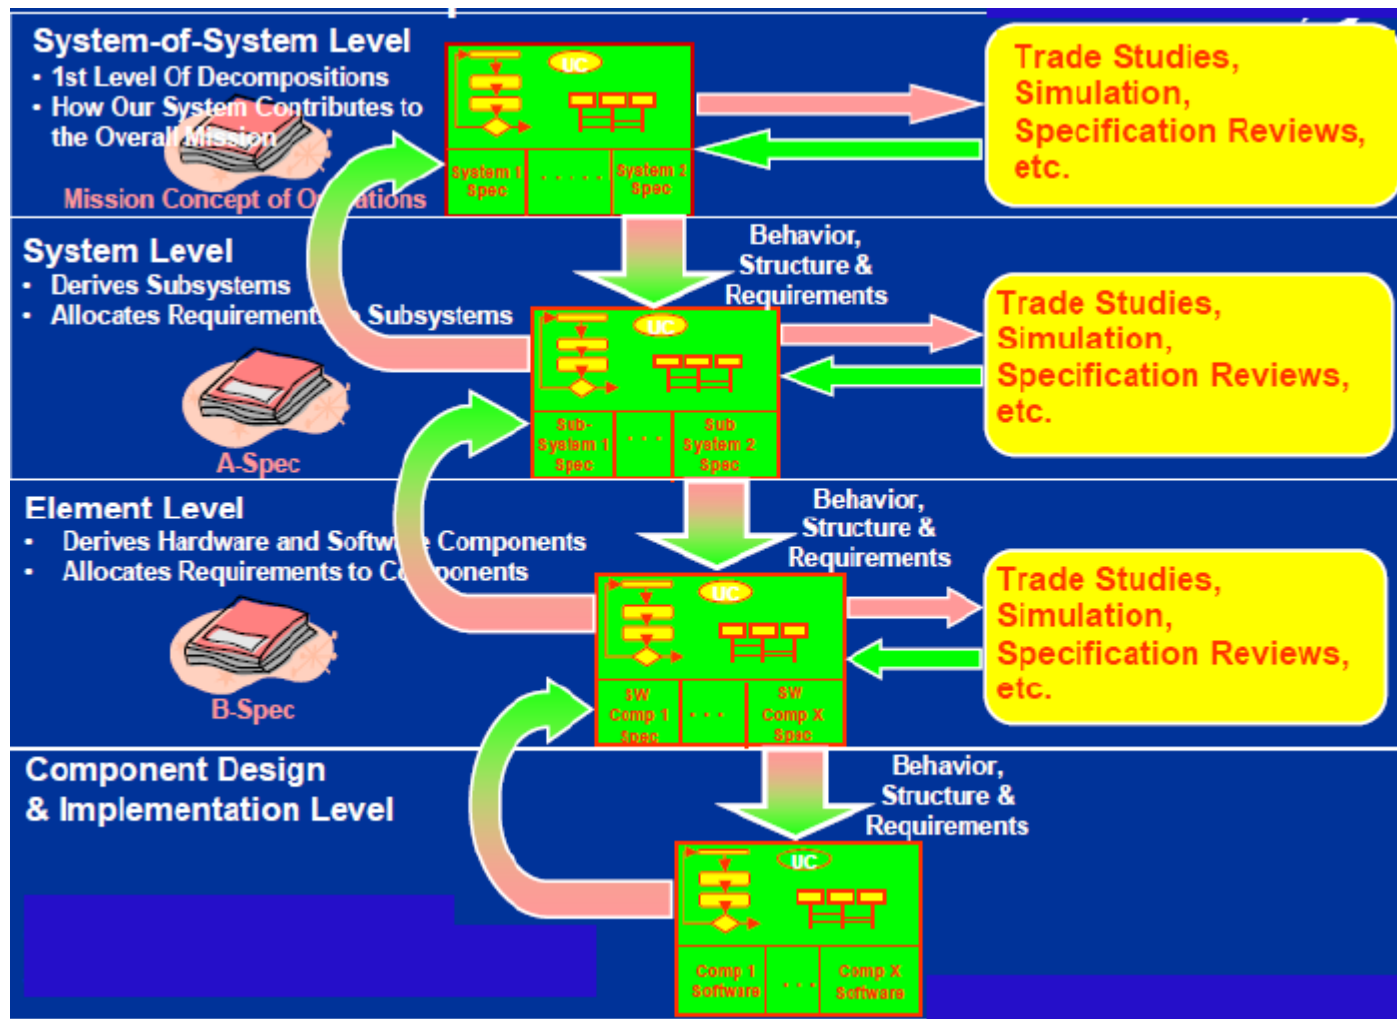 System-of-System Level
• 1st Level Of Decompositions
• How Our System Contributes to
the Overall Mission
Mission Concept of Operations
UC
System 1
Spec
. . . . .
System 2
Spec
Trade Studies,
Simulation,
Specification Reviews,
etc.
System Level
• Derives Subsystems
• Allocates Requirements to Subsystems
A-Spec
Behavior,
Structure &
Requirements
UC
Sub-
System 1
Spec
. . .
Sub
System 2
Spec
Trade Studies,
Simulation,
Specification Reviews,
etc.
Element Level
• Derives Hardware and Software Components
• Allocates Requirements to Components
B-Spec
Behavior,
Structure &
Requirements
UC
SW
Comp 1
Spec
. . .
SW
Comp X
Spec
Trade Studies,
Simulation,
Specification Reviews,
etc.
Component Design
& Implementation Level
Behavior,
Structure &
Requirements
UC
Comp 1
Software
. . .
Comp X
Software